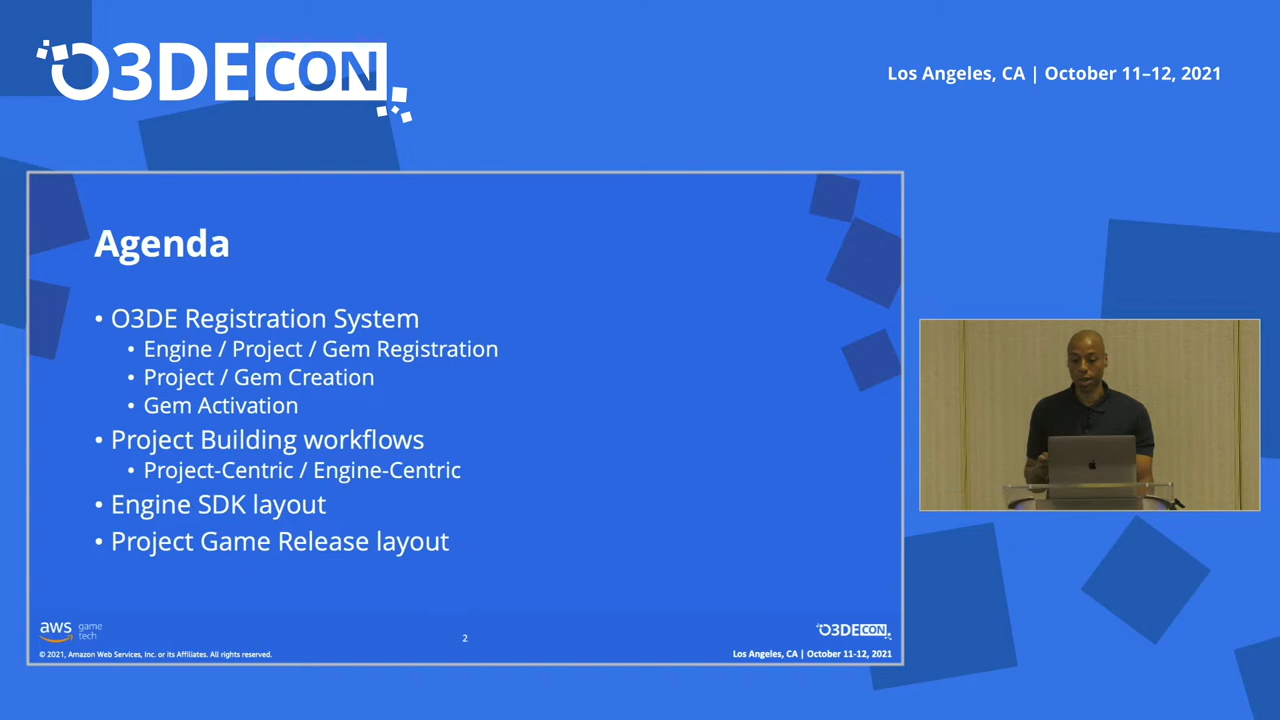 O3DECON
Los Angeles, CA | October 11–12, 2021
Agenda
• O3DE Registration System
• Engine / Project / Gem Registration
• Project / Gem Creation
• Gem Activation
• Project Building workflows
• Project-Centric / Engine-Centric
• Engine SDK layout
• Project Game Release layout
aws game tech
2
O3DECON
© 2021, Amazon Web Services, Inc. or its Affiliates. All rights reserved.
Los Angeles, CA | October 11-12, 2021